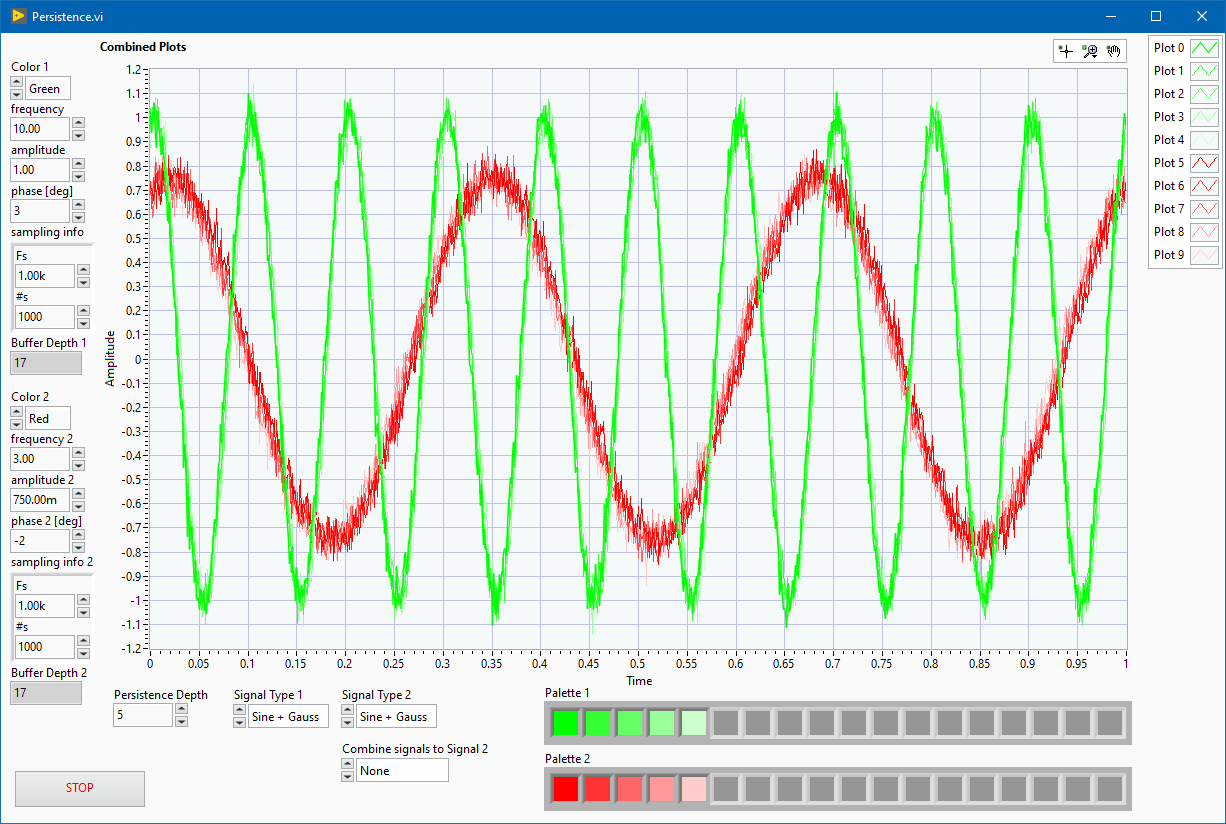 Persistence.vi
Combined Plots
Color 1
Green
frequency
10.00
amplitude
1.00
phase [deg]
3
sampling info
Fs
1.00k
#s
1000
Buffer Depth 1
17
Color 2
Red
frequency 2
3.00
amplitude 2
750.00m
phase 2 [deg]
-2
sampling info 2
Fs
1.00k
#s
1000
Buffer Depth 2
17
STOP
Amplitude
1.2
1.1
1
0.9
0.8
0.7
0.6
0.5
0.4
0.3
0.2
0.1
0
-0.1
-0.2
-0.3
-0.4
-0.5
-0.6
-0.7
-0.8
-0.9
-1
-1.1
-1.2
0 0.05 0.1 0.15 0.2 0.25 0.3 0.35 0.4 0.45 0.5 0.55 0.6 0.65 0.7 0.75 0.8 0.85 0.9 0.95 1
Time
Plot 0
Plot 1
Plot 2
Plot 3
Plot 4
Plot 5
Plot 6
Plot 7
Plot 8
Plot 9
Persistence Depth
5
Signal Type 1
Sine + Gauss
Signal Type 2
Sine + Gauss
Combine signals to Signal 2
None
Palette 1
Palette 2